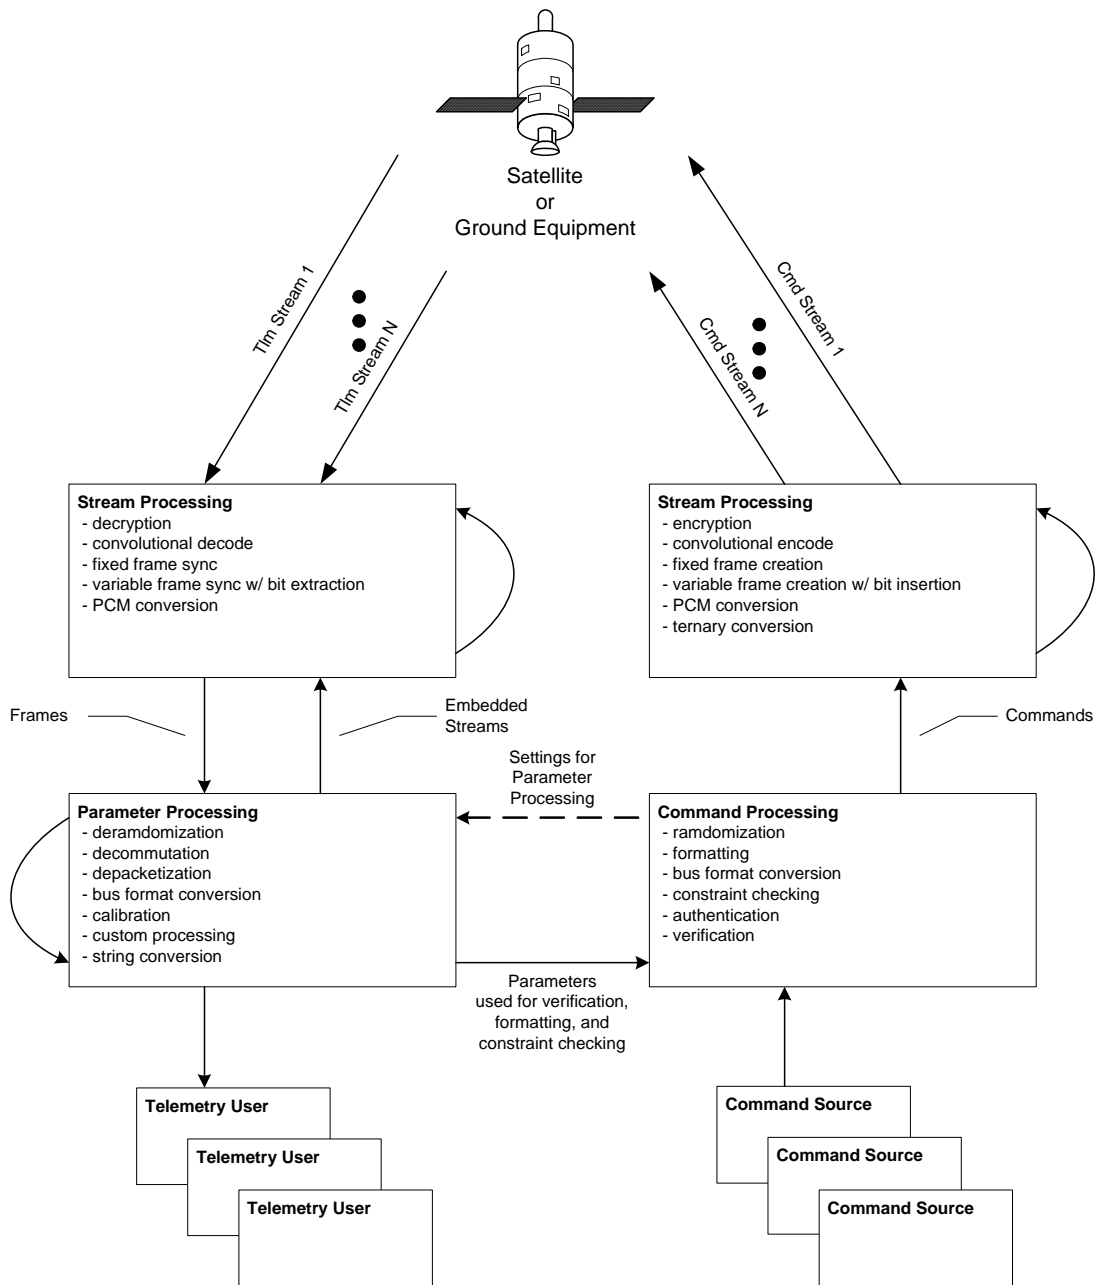 Satellite
or
Ground Equipment
Tlm Stream 1
Tlm Stream N
Cmd Stream N
Cmd Stream 1
Stream Processing
- decryption
- convolutional decode
- fixed frame sync
- variable frame sync w/ bit extraction
- PCM conversion
Stream Processing
- encryption
- convolutional encode
- fixed frame creation
- variable frame creation w/ bit insertion
- PCM conversion
- ternary conversion
Frames
Embedded
Streams
Commands
Settings for
Parameter
Processing
Parameter Processing
- deramdomization
- decommutation
- depacketization
- bus format conversion
- calibration
- custom processing
- string conversion
Command Processing
- ramdomization
- formatting
- bus format conversion
- constraint checking
- authentication
- verification
Parameters
used for verification,
formatting, and
constraint checking
Telemetry User
Telemetry User
Telemetry User
Command Source
Command Source
Command Source